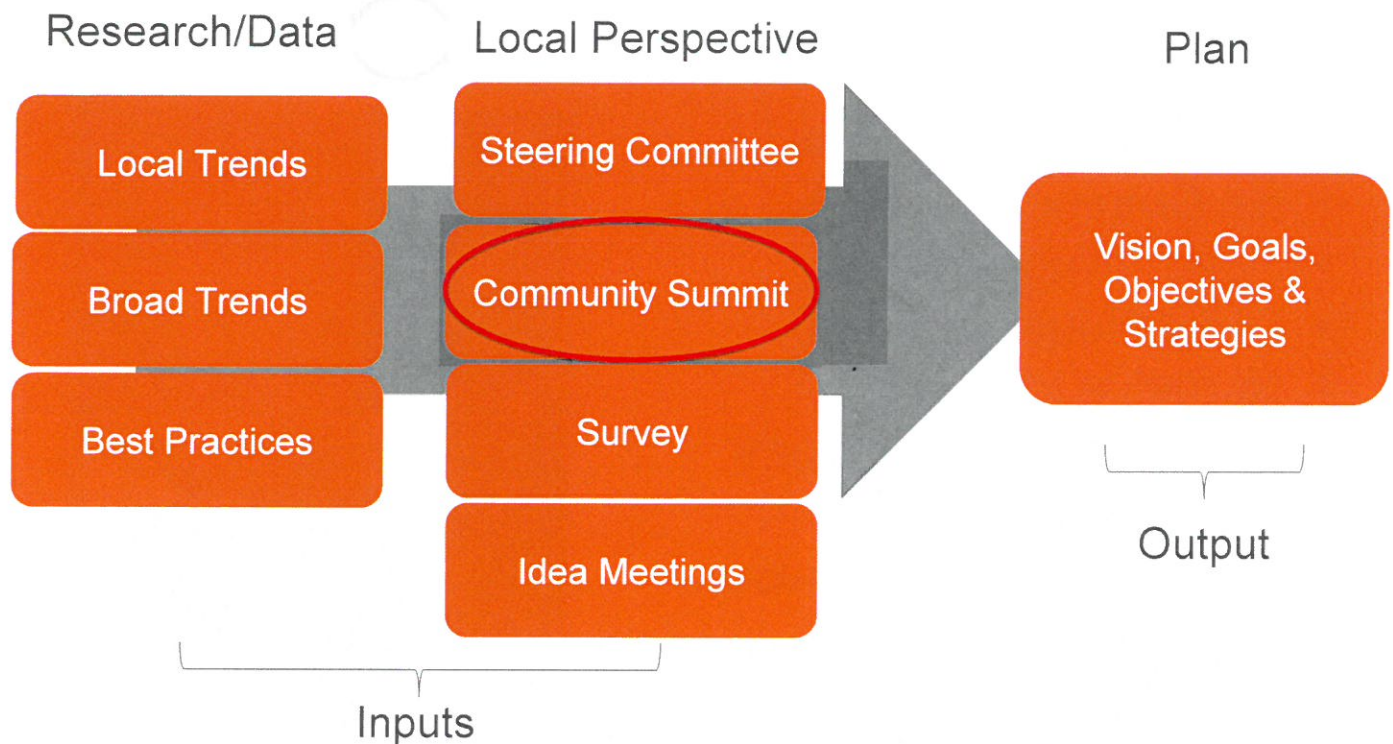 Research/Data
Local Perspective
Plan
Local Trends
Broad Trends
Best Practices
Steering Committee
Community Summit
Survey
Idea Meetings
Vision, Goals,
Objectives &
Strategies
Output
Inputs